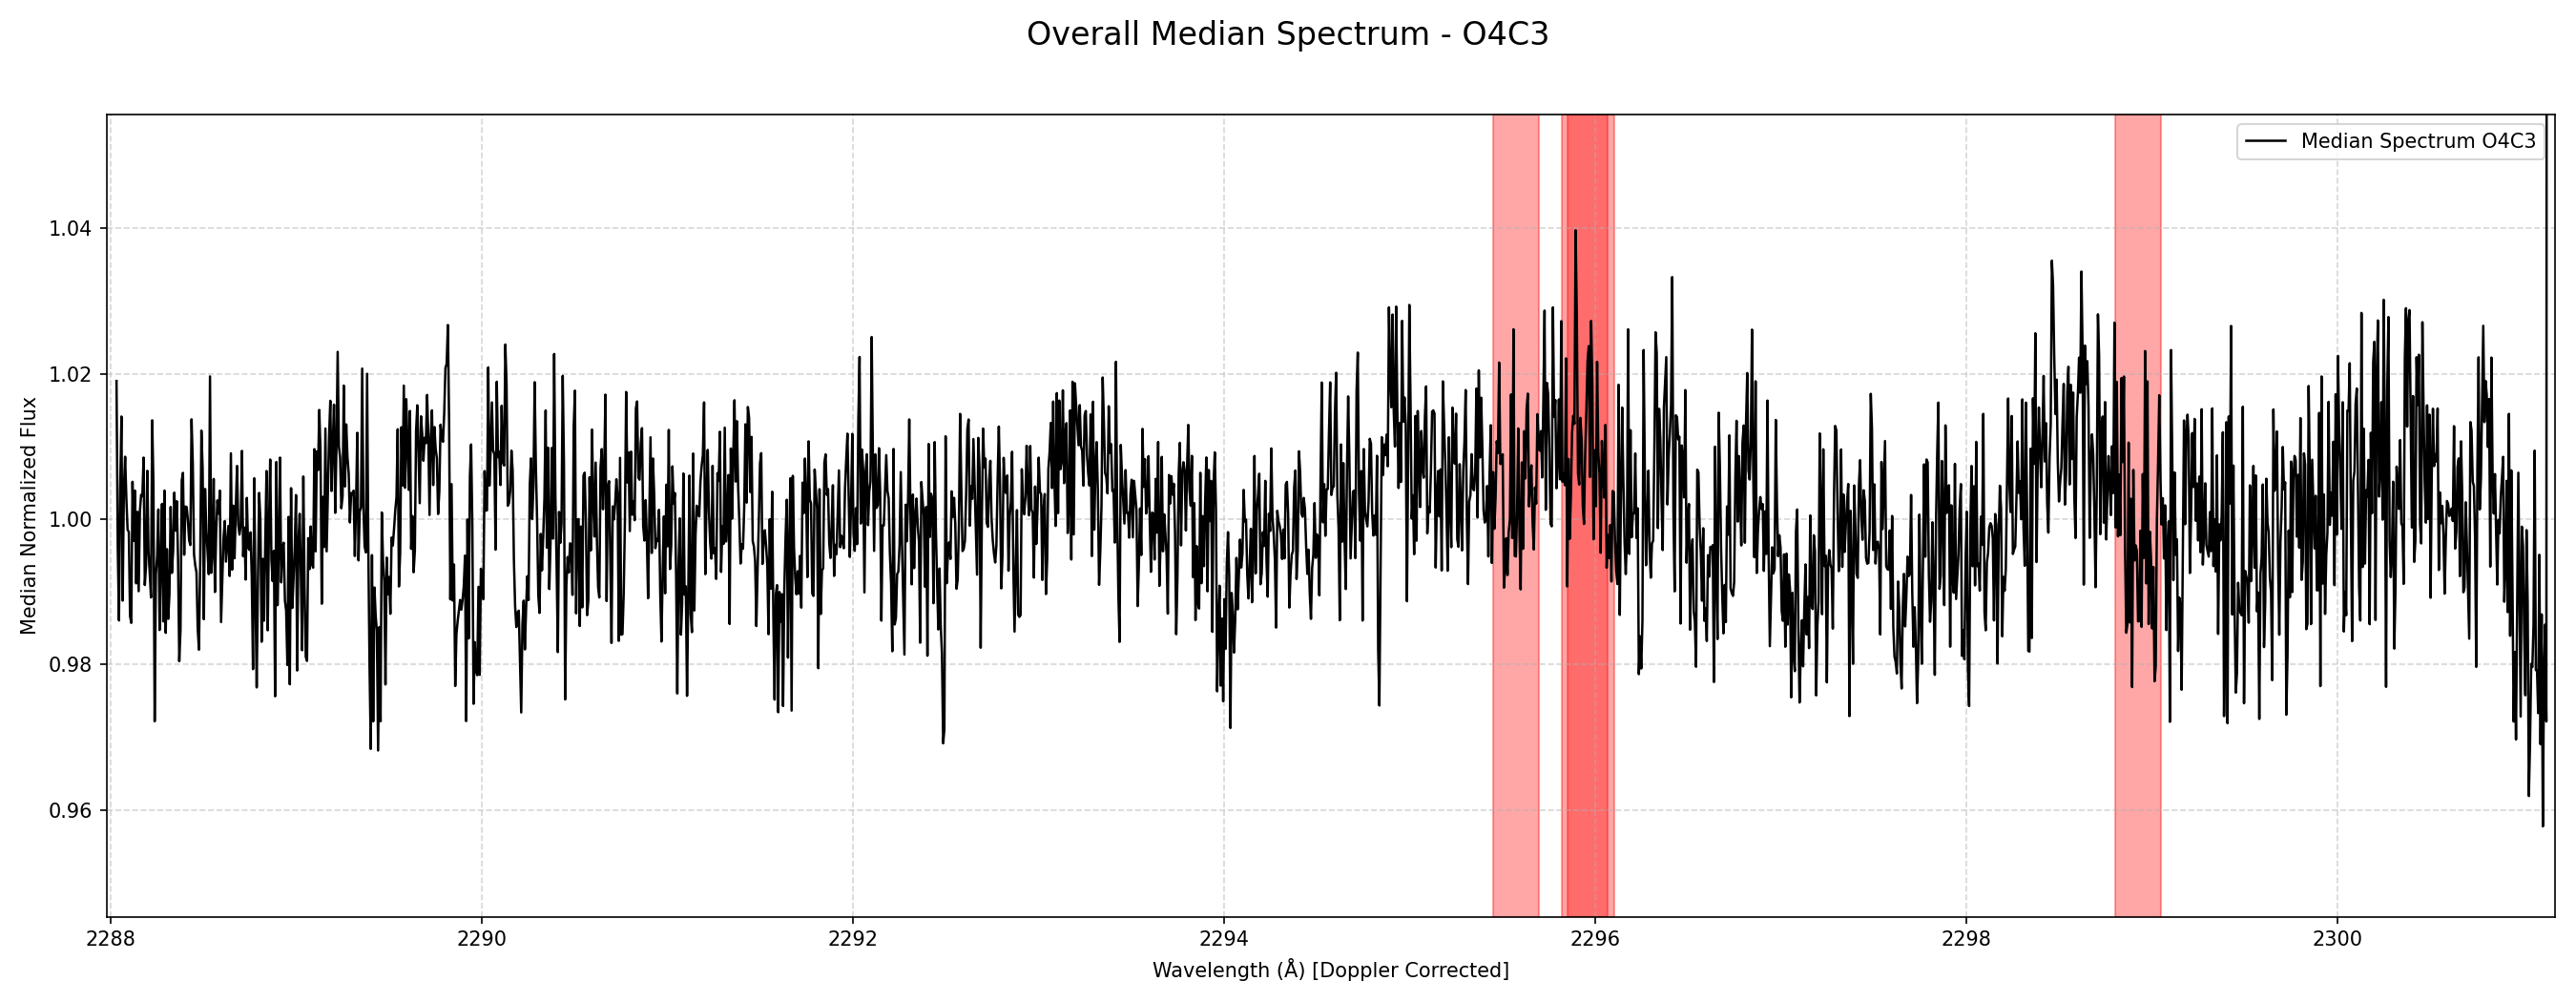 Overall Median Spectrum - O4C3
Median Spectrum O4C3
Median Normalized Flux
1.04
1.02
1.00
0.98
0.96
2288 2290 2292 2294 2296 2298 2300
Wavelength (Å) [Doppler Corrected]